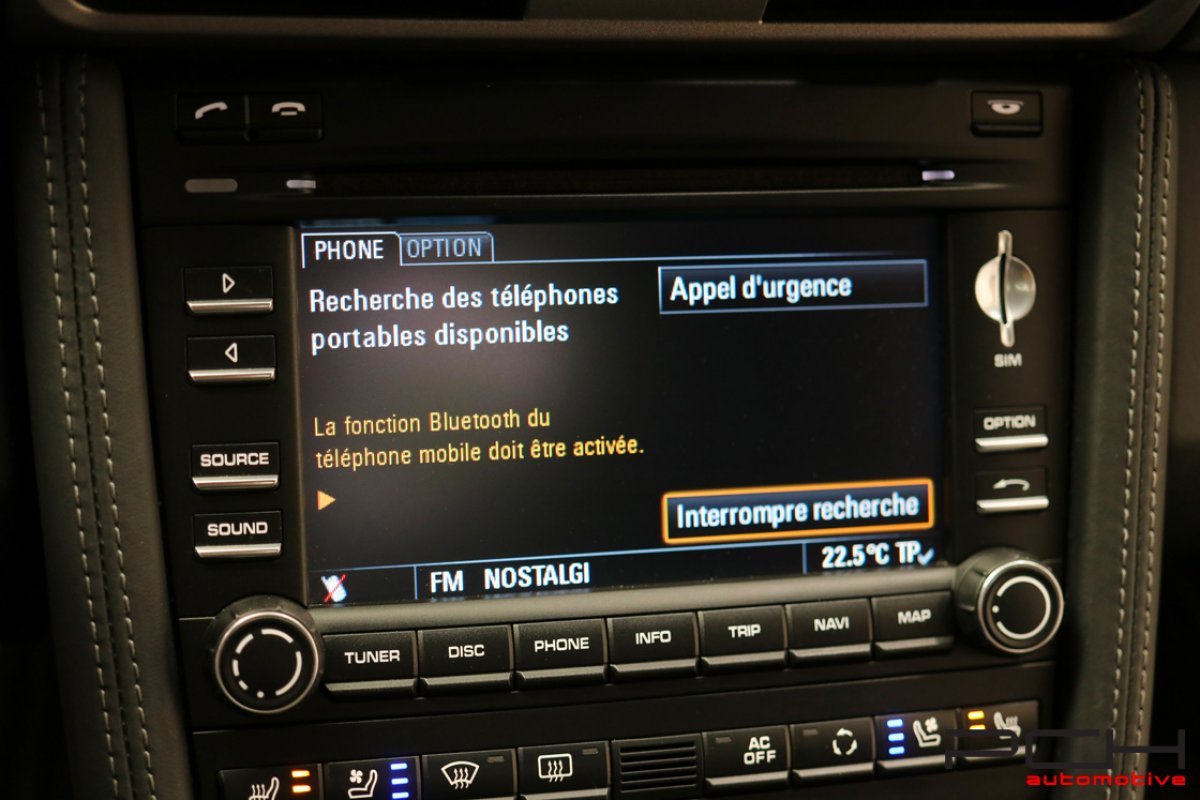 PHONE OPTION
Recherche des téléphones
portables disponibles
Appel d'urgence
La fonction Bluetooth du
téléphone mobile doit être activée.
Interrompre recherche
FM NOSTALGI 22.5°C TP
SIM
OPTION
SOURCE
SOUND
TUNER DISC PHONE INFO TRIP NAVI MAP
AC
OFF
PCH
automotive